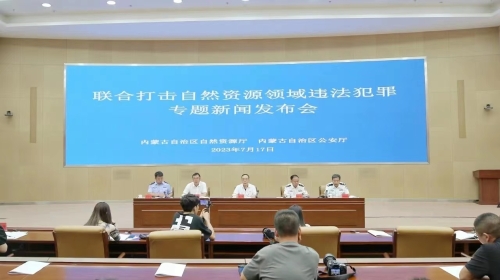 联合打击自然资源领域违法犯罪
专题新闻发布会
内蒙古自治区自然资源厅 内蒙古自治区公安厅
2023年7月17日